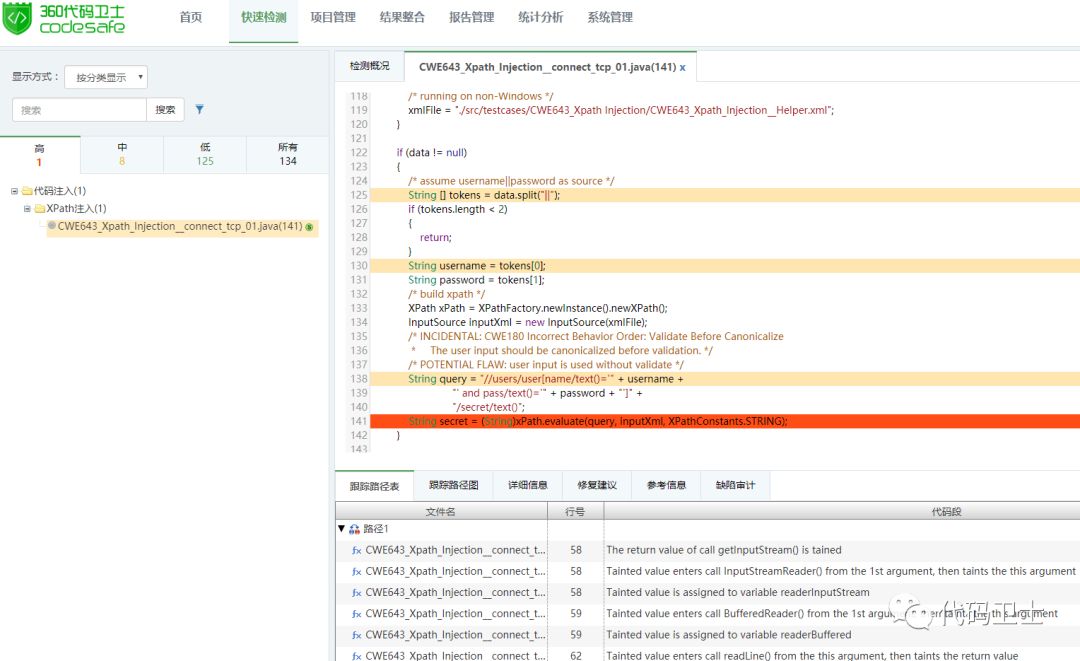 360代码卫士
codesafe
首页 快速检测 项目管理 结果整合 报告管理 统计分析 系统管理
显示方式： 按分类显示
搜索 搜索
高 中 低 所有
1 8 125 134
代码注入(1)
XPath注入(1)
CWE643_Xpath_Injection__connect_tcp_01.java(141)
检测概况 CWE643_Xpath_Injection__connect_tcp_01.java(141) x
118 /* running on non-Windows */
119 xmlFile = "./src/testcases/CWE643_Xpath Injection/CWE643_Xpath_Injection__Helper.xml";
120 }
121
122 if (data != null)
123 {
124 /* assume username||password as source */
125 String [] tokens = data.split("||");
126 if (tokens.length < 2)
127 {
128 return;
129 }
130 String username = tokens[0];
131 String password = tokens[1];
132 /* build xpath */
133 XPath xPath = XPathFactory.newInstance().newXPath();
134 InputSource inputXml = new InputSource(xmlFile);
135 /* INCIDENTAL: CWE180 Incorrect Behavior Order: Validate Before Canonicalize
136 * The user input should be canonicalized before validation. */
137 /* POTENTIAL FLAW: user input is used without validate */
138 String query = "//users/user[name/text()='" + username +
139 "' and pass/text()='" + password + "']" +
140 "/secret/text()";
141 String secret = (String)xPath.evaluate(query, inputXml, XPathConstants.STRING);
142 }
143
跟踪路径表 跟踪路径图 详细信息 修复建议 参考信息 缺陷审计
文件名 行号 代码段
路径1
fx CWE643_Xpath_Injection__connect_t... 58 The return value of call getInputStream() is tained
fx CWE643_Xpath_Injection__connect_t... 58 Tainted value enters call InputStreamReader() from the 1st argument, then taints the this argument
fx CWE643_Xpath_Injection__connect_t... 58 Tainted value is assigned to variable readerInputStream
fx CWE643_Xpath_Injection__connect_t... 59 Tainted value enters call BufferedReader() from the 1st argument, then taints the this argument
fx CWE643_Xpath_Injection__connect_t... 59 Tainted value is assigned to variable readerBuffered
fx CWE643_Xpath_Injection__connect_t... 62 Tainted value enters call readLine() from the this argument, then taints the return value
代码卫士